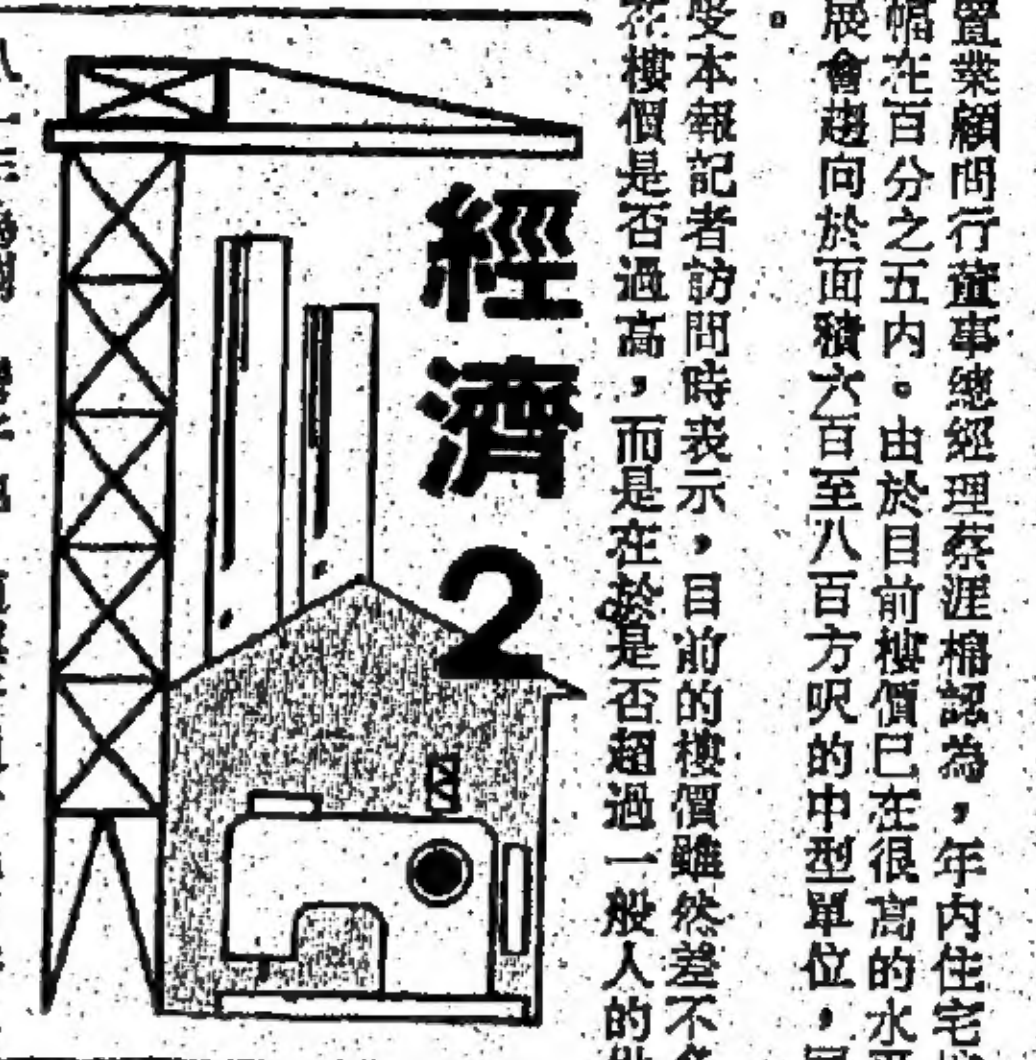 置業顧問行董事總經理蔡涯棉認為，年内住宅
幅在百分之五内。由於目前樓價已在很高的水
展會趨向於面積六百至八百方呎的中型單位，
。
受本報記者訪問時表示，目前的樓價雖然差不
樓價是否過高，而是在於是否超過一般人的
經濟2